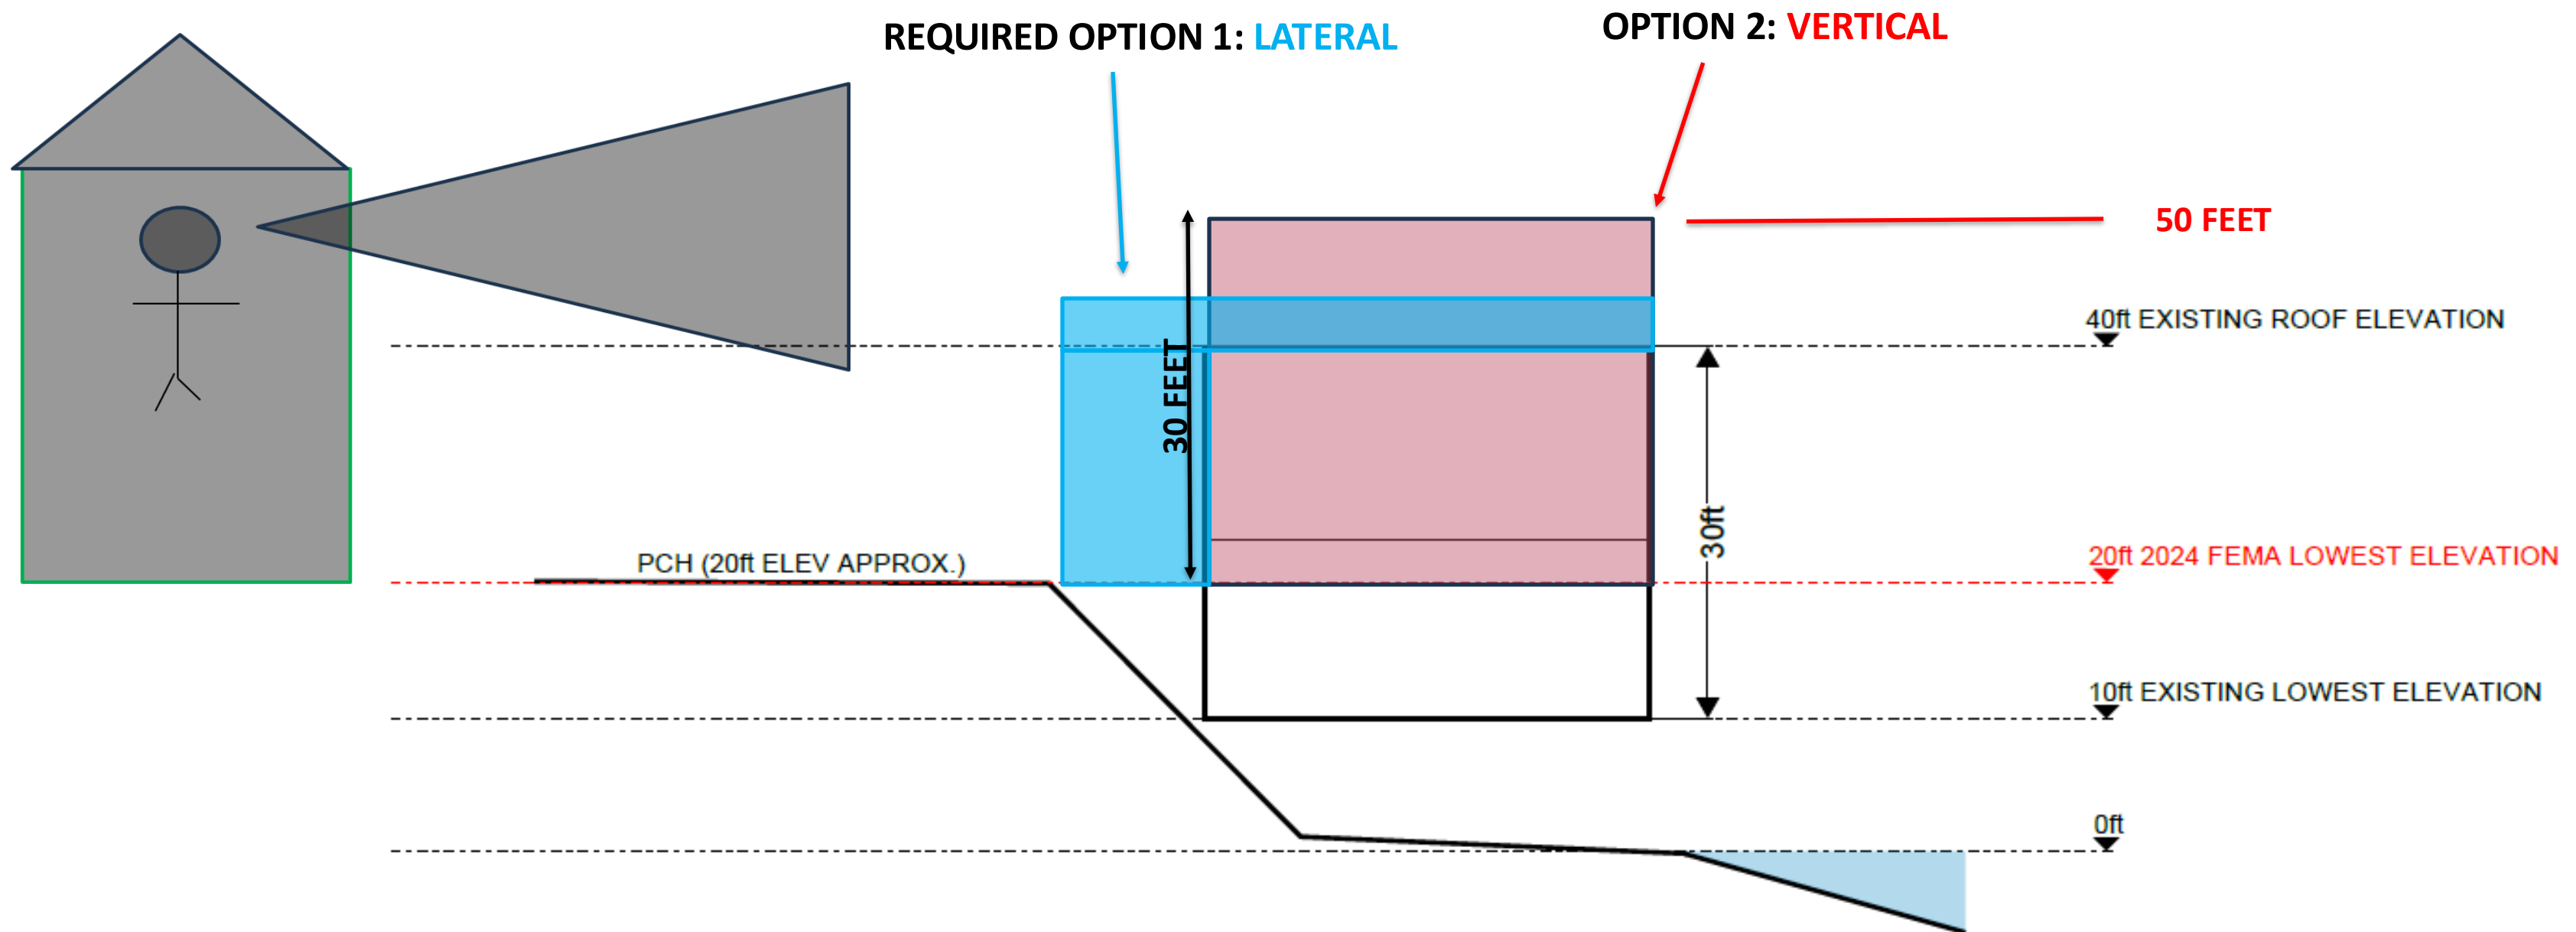 REQUIRED OPTION 1: LATERAL
OPTION 2: VERTICAL
50 FEET
40ft EXISTING ROOF ELEVATION
30 FEET
30ft
PCH (20ft ELEV APPROX.)
20ft 2024 FEMA LOWEST ELEVATION
10ft EXISTING LOWEST ELEVATION
0ft